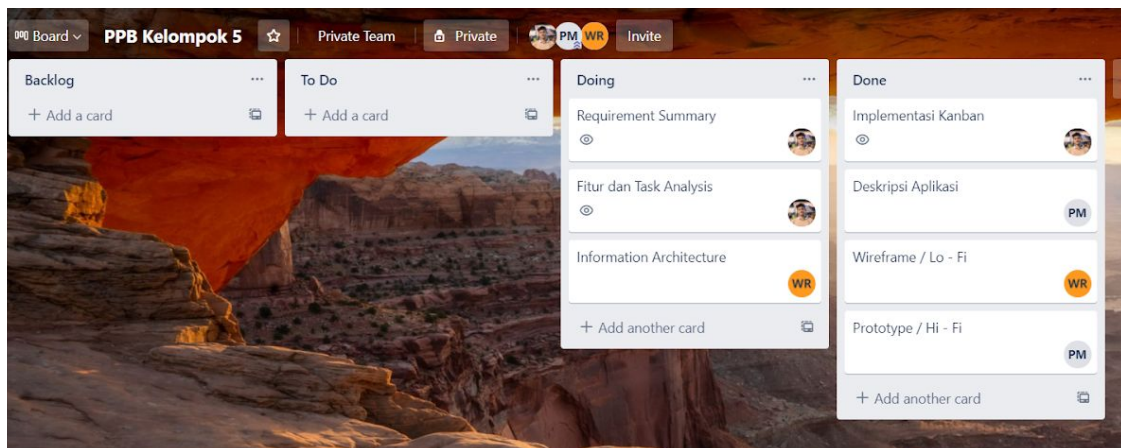 Board PPB Kelompok 5 Private Team Private PM WR Invite
Backlog
+ Add a card
To Do
+ Add a card
Doing
Requirement Summary
Fitur dan Task Analysis
Information Architecture
WR
+ Add another card
Done
Implementasi Kanban
Deskripsi Aplikasi
PM
Wireframe / Lo - Fi
WR
Prototype / Hi - Fi
PM
+ Add another card